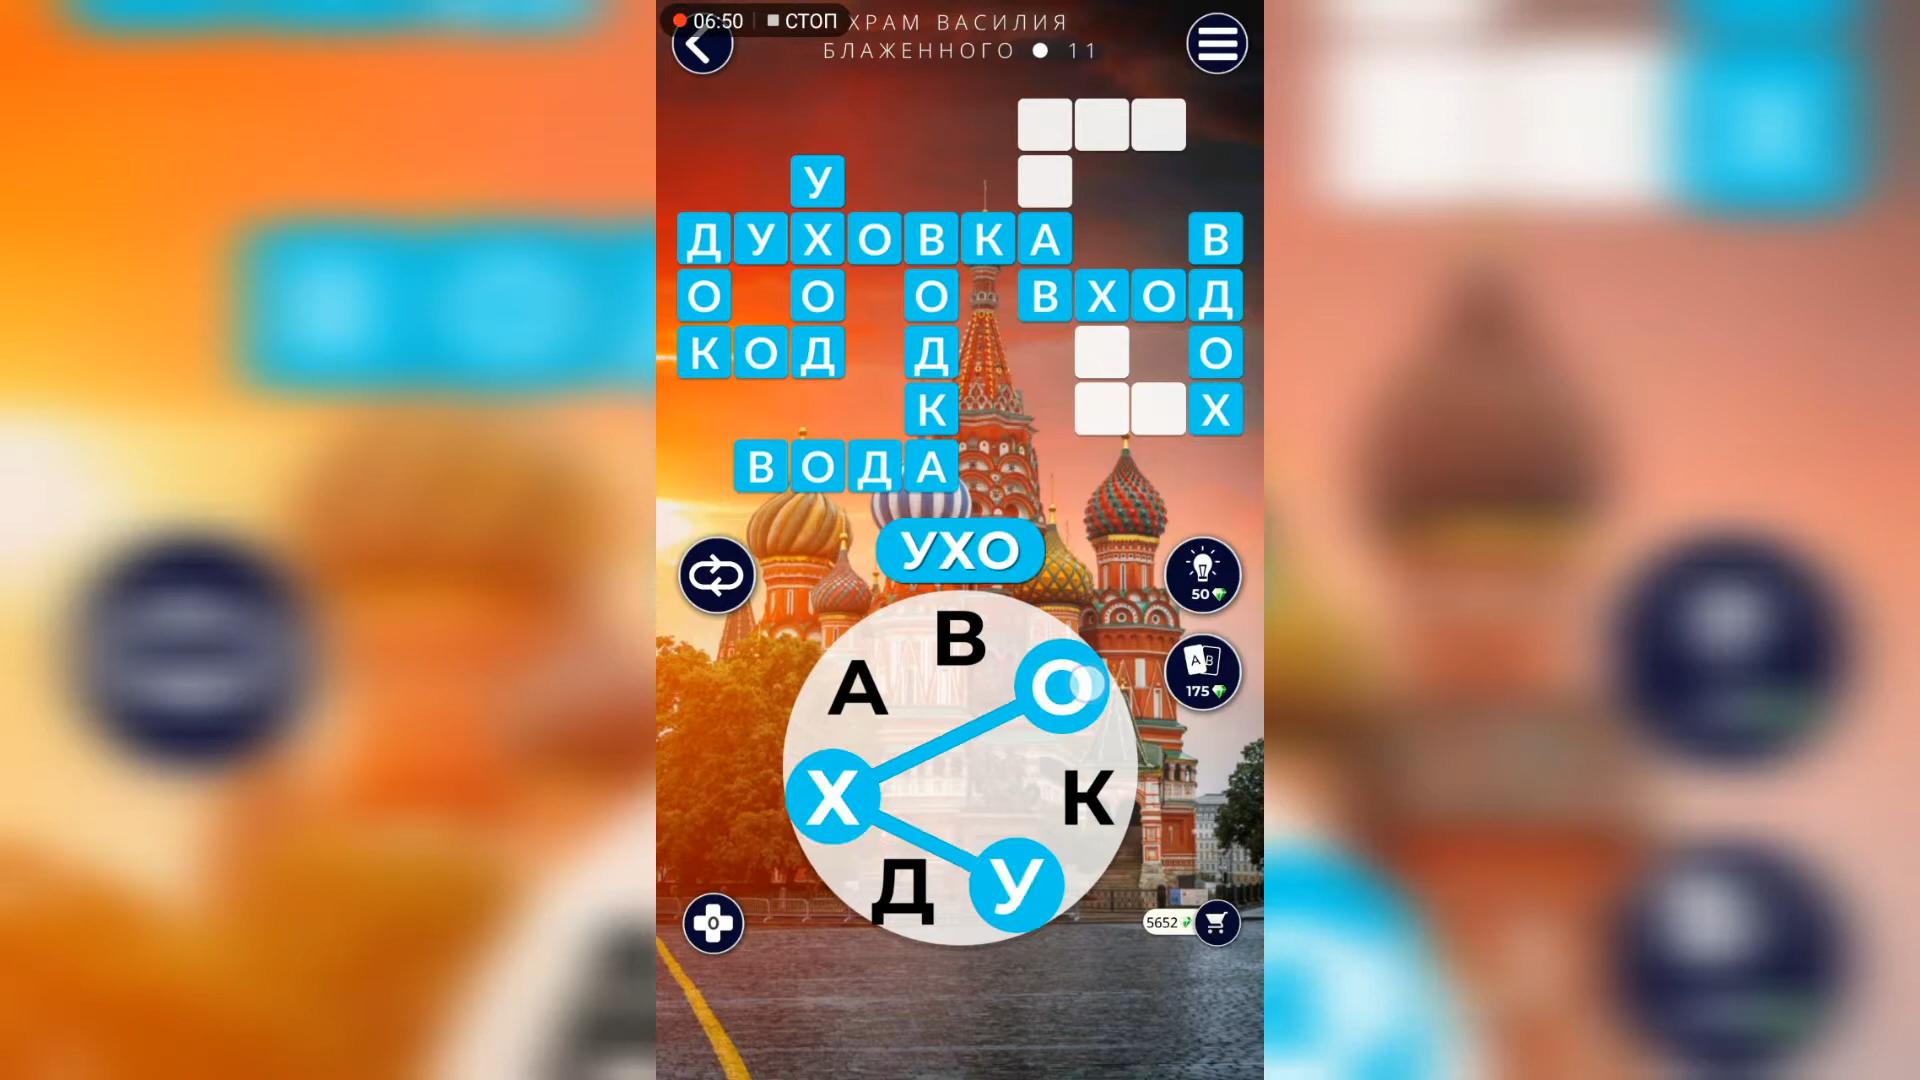 06:50 СТОП ХРАМ ВАСИЛИЯ
БЛАЖЕННОГО 11
У
ДУХОВКА В
О О О ВХОД
КОД Д О
К Х
ВОДА
УХО
50
В
А О
A B
175
Х К
Д У
0
5652